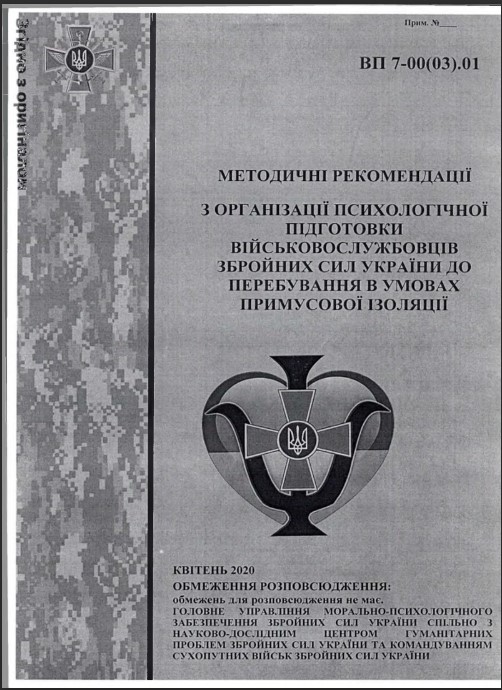 Прим. №____
Згідно з оригіналом
ВП 7-00(03).01
МЕТОДИЧНІ РЕКОМЕНДАЦІЇ
З ОРГАНІЗАЦІЇ ПСИХОЛОГІЧНОЇ
ПІДГОТОВКИ
ВІЙСЬКОВОСЛУЖБОВЦІВ
ЗБРОЙНИХ СИЛ УКРАЇНИ ДО
ПЕРЕБУВАННЯ В УМОВАХ
ПРИМУСОВОЇ ІЗОЛЯЦІЇ
КВІТЕНЬ 2020
ОБМЕЖЕННЯ РОЗПОВСЮДЖЕННЯ:
обмежень для розповсюдження не має.
ГОЛОВНЕ УПРАВЛІННЯ МОРАЛЬНО-ПСИХОЛОГІЧНОГО
ЗАБЕЗПЕЧЕННЯ ЗБРОЙНИХ СИЛ УКРАЇНИ СПІЛЬНО З
НАУКОВО-ДОСЛІДНИМ ЦЕНТРОМ ГУМАНІТАРНИХ
ПРОБЛЕМ ЗБРОЙНИХ СИЛ УКРАЇНИ ТА КОМАНДУВАННЯМ
СУХОПУТНИХ ВІЙСЬК ЗБРОЙНИХ СИЛ УКРАЇНИ